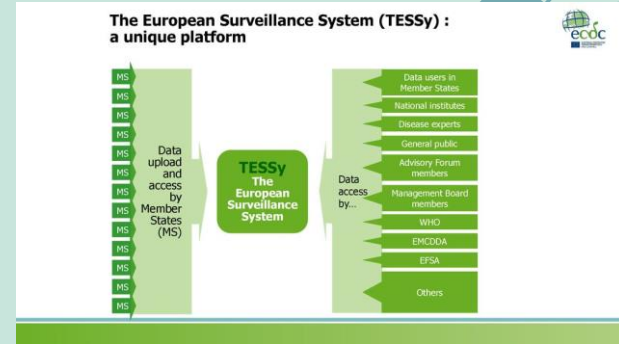 The European Surveillance System (TESSy) :
a unique platform
ecdc
MS
MS
MS
MS
MS
MS
MS
MS
MS
MS
MS
MS
MS
Data
upload
and
access
by
Member
States
(MS)
TESSy
The
European
Surveillance
System
Data
access
by...
Data users in
Member States
National institutes
Disease experts
General public
Advisory Forum
members
Management Board
members
WHO
EMCDDA
EFSA
Others